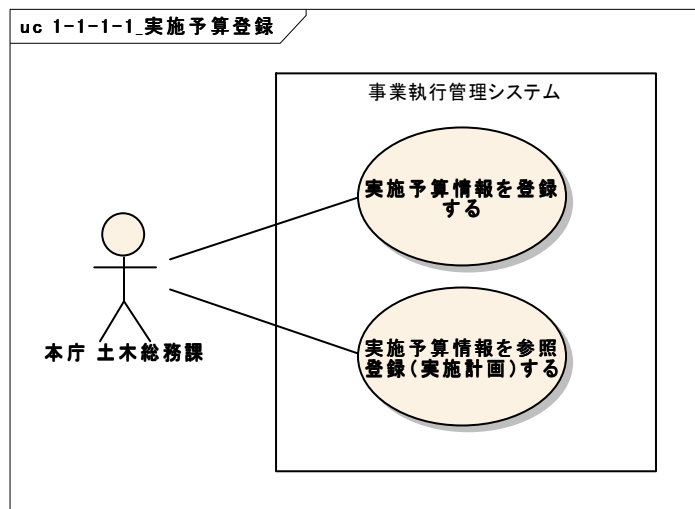 uc 1-1-1-1_実施予算登録
事業執行管理システム
実施予算情報を登録
する
本庁 土木総務課
実施予算情報を参照
登録(実施計画)する